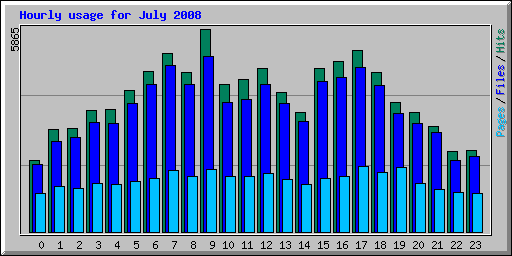 Hourly usage for July 2008
5865
Pages/Files/Hits
0 1 2 3 4 5 6 7 8 9 10 11 12 13 14 15 16 17 18 19 20 21 22 23